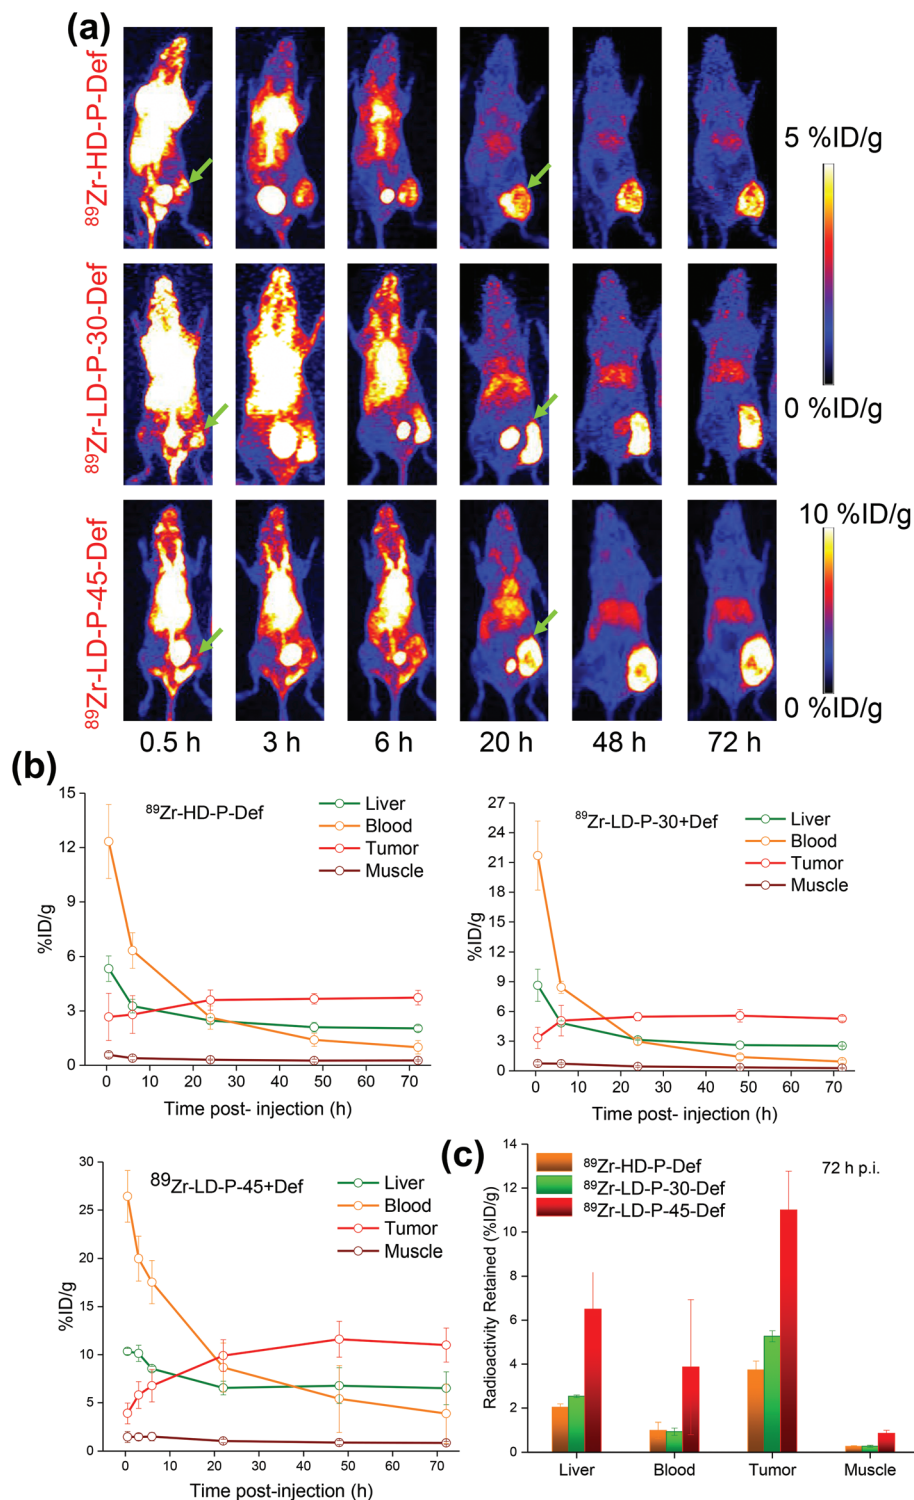 (a)
⁸⁹Zr-HD-P-Def
5 %ID/g
⁸⁹Zr-LD-P-30-Def
0 %ID/g
⁸⁹Zr-LD-P-45-Def
10 %ID/g
0 %ID/g
0.5 h 3 h 6 h 20 h 48 h 72 h
(b)
⁸⁹Zr-HD-P-Def
Liver
Blood
Tumor
Muscle
%ID/g
15
12
9
6
3
0
0 10 20 30 40 50 60 70
Time post- injection (h)
⁸⁹Zr-LD-P-30+Def
Liver
Blood
Tumor
Muscle
%ID/g
27
24
21
18
15
12
9
6
3
0
0 10 20 30 40 50 60 70
Time post- injection (h)
⁸⁹Zr-LD-P-45+Def
Liver
Blood
Tumor
Muscle
%ID/g
30
25
20
15
10
5
0
0 10 20 30 40 50 60 70
Time post-injection (h)
(c)
⁸⁹Zr-HD-P-Def
⁸⁹Zr-LD-P-30-Def
⁸⁹Zr-LD-P-45-Def
72 h p.i.
Radioactivity Retained (%ID/g)
14
12
10
8
6
4
2
0
Liver Blood Tumor Muscle